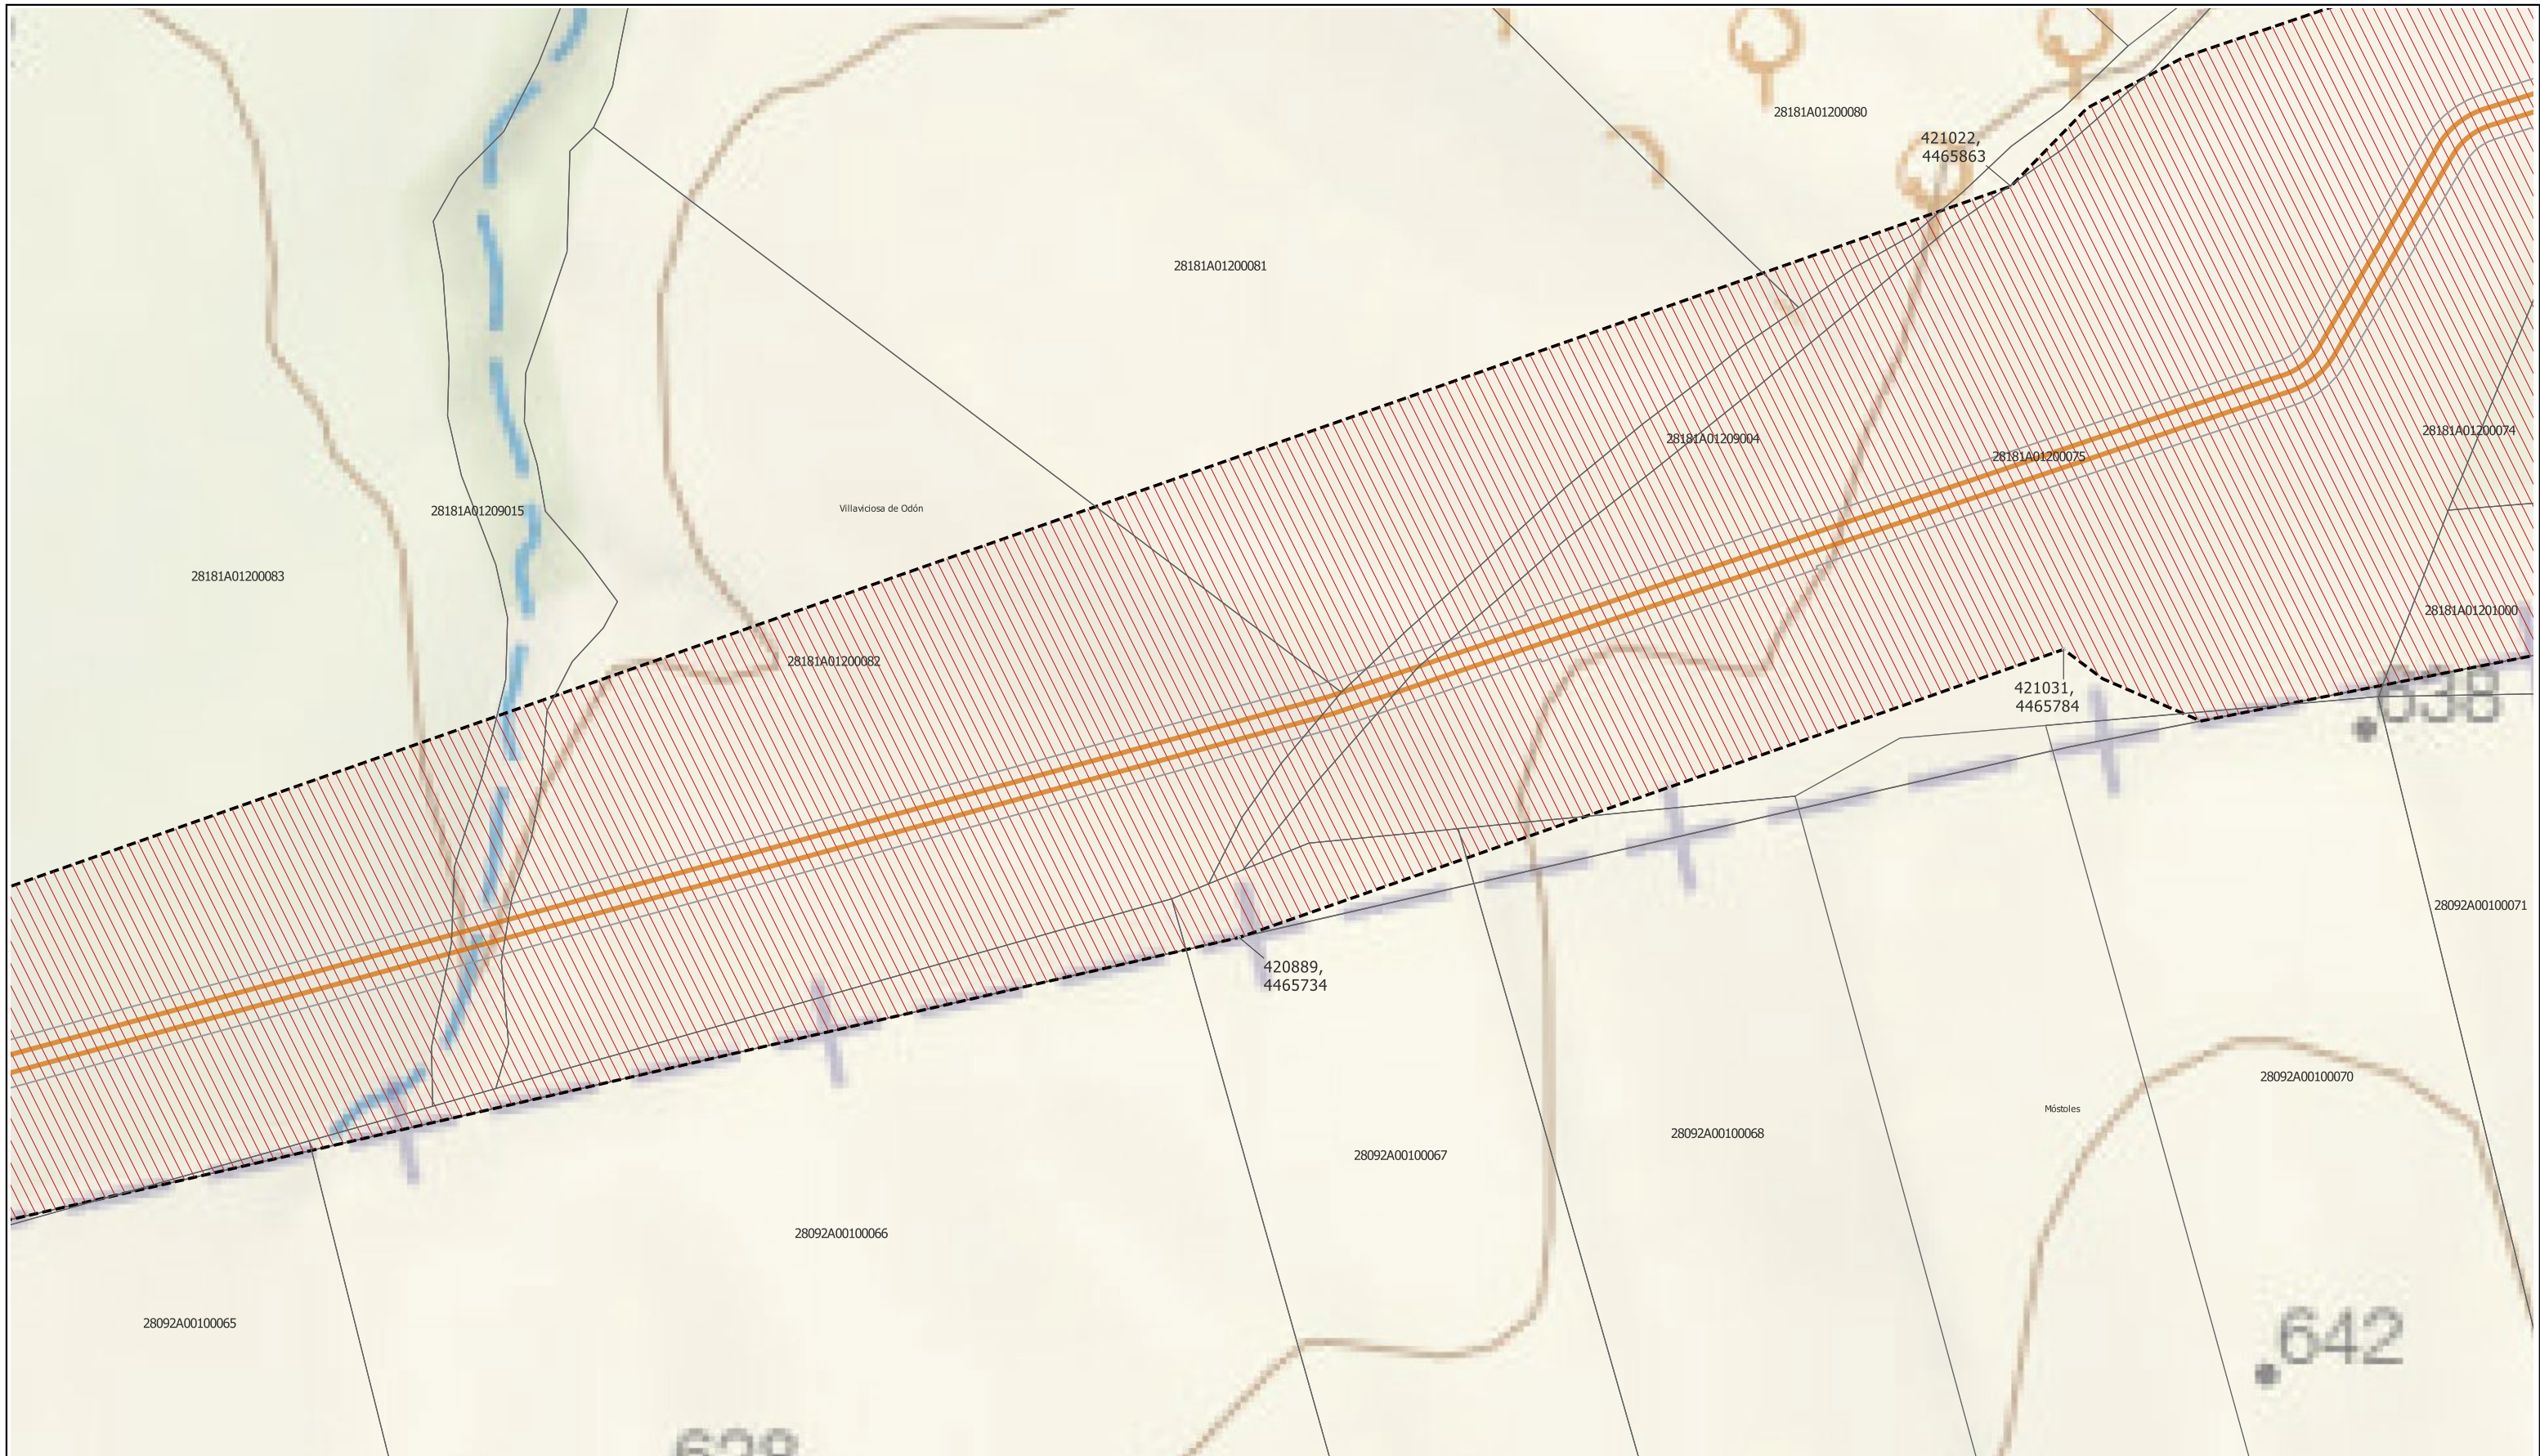 28181A01200080
421022,
4465863
28181A01200081
28181A01209004
28181A01200074
28181A01200075
28181A01209015
Villaviciosa de Odón
28181A01200083
28181A01201000
28181A01200082
421031,
4465784
638
28092A00100071
420889,
4465734
28092A00100070
Móstoles
28092A00100068
28092A00100067
28092A00100066
28092A00100065
642
628